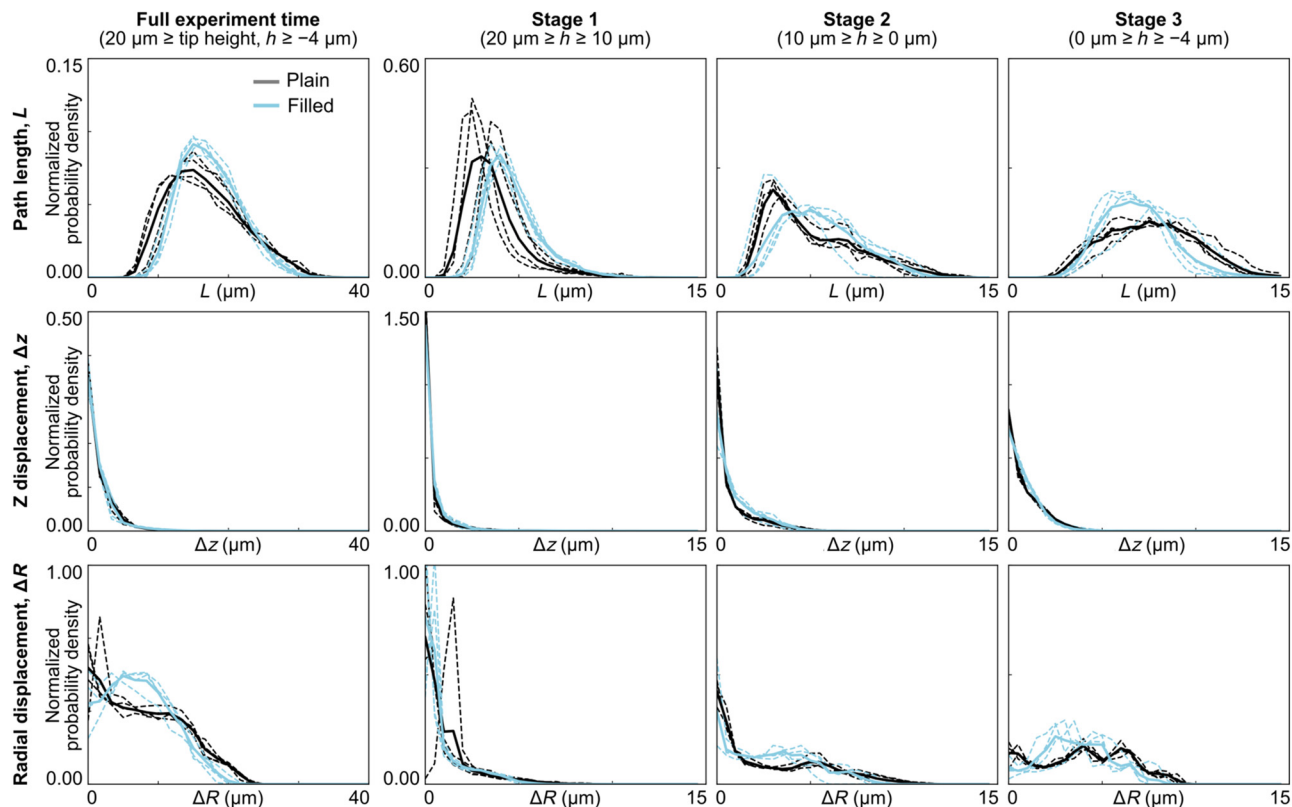 Full experiment time
(20 μm ≥ tip height, h ≥ −4 μm)
Stage 1
(20 μm ≥ h ≥ 10 μm)
Stage 2
(10 μm ≥ h ≥ 0 μm)
Stage 3
(0 μm ≥ h ≥ −4 μm)
Path length, L
Normalized
probability density
0.15
0.00
Plain
Filled
0
L (μm)
40
0.60
0.00
0
L (μm)
15
0
L (μm)
15
0
L (μm)
15
Z displacement, Δz
Normalized
probability density
0.50
0.00
0
Δz (μm)
40
1.50
0.00
0
Δz (μm)
15
0
Δz (μm)
15
0
Δz (μm)
15
Radial displacement, ΔR
Normalized
probability density
1.00
0.00
0
ΔR (μm)
40
1.00
0.00
0
ΔR (μm)
15
0
ΔR (μm)
15
0
ΔR (μm)
15